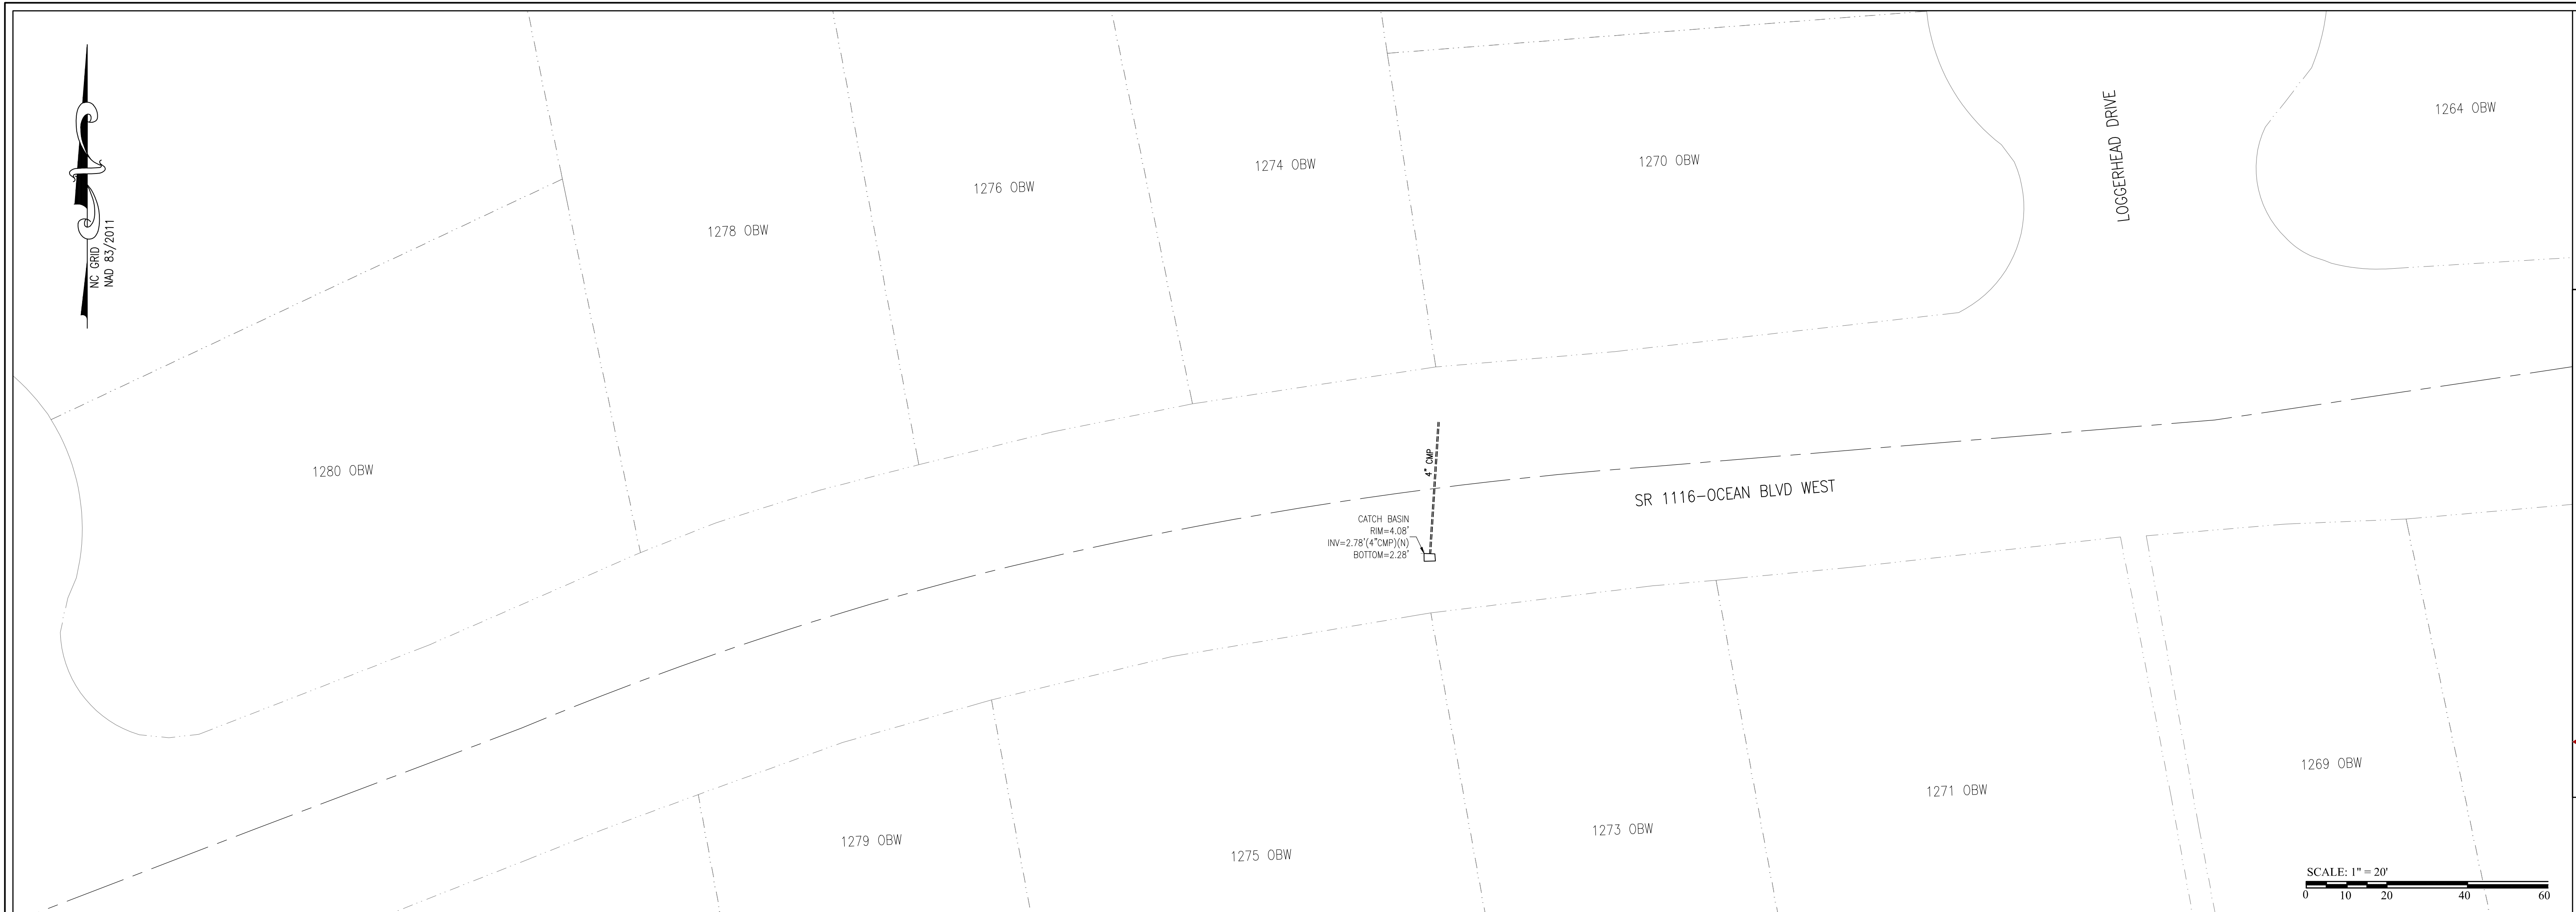 NC GRID
NAD 83/2011
1280 OBW
1278 OBW
1276 OBW
1274 OBW
1270 OBW
LOGGERHEAD DRIVE
1264 OBW
4" CMP
SR 1116-OCEAN BLVD WEST
CATCH BASIN
RIM=4.08'
INV=2.78'(4"CMP)(N)
BOTTOM=2.28'
1279 OBW
1275 OBW
1273 OBW
1271 OBW
1269 OBW
SCALE: 1" = 20'
0 10 20 40 60